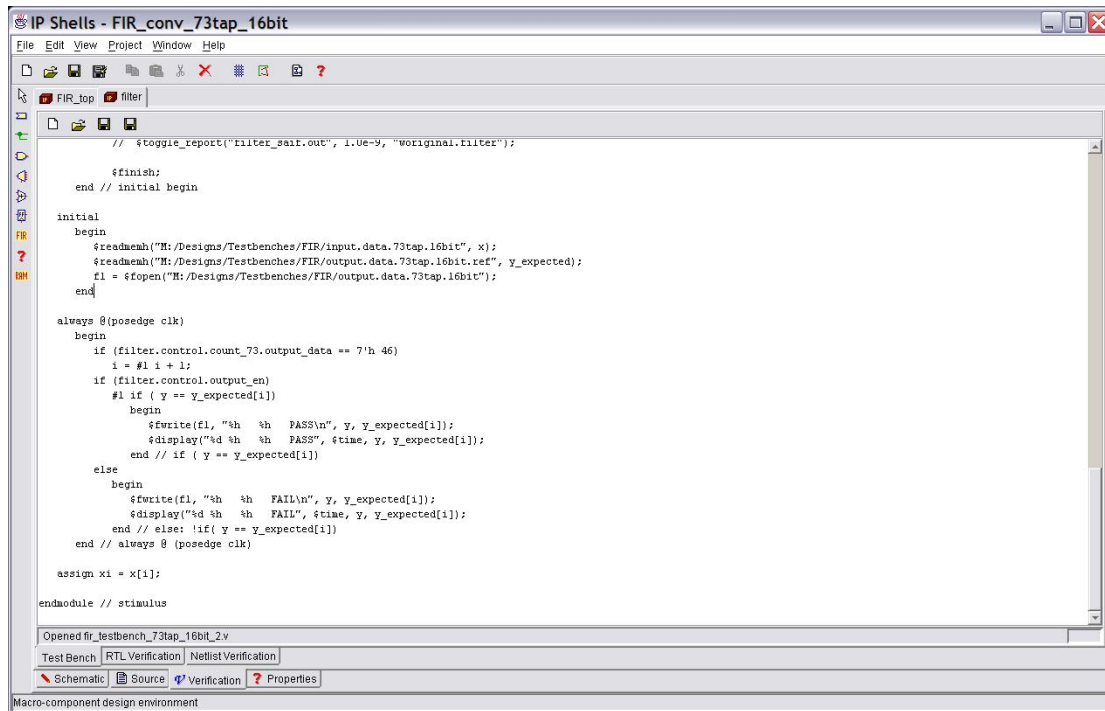 IP Shells - FIR_conv_73tap_16bit
File Edit View Project Window Help
FIR_top filter
// $toggle_report("filter_saif.out", 1.0e-9, "woriginal.filter");
$finish;
end // initial begin
initial
begin
$readmemh("M:/Designs/Testbenches/FIR/input.data.73tap.16bit", x);
$readmemh("M:/Designs/Testbenches/FIR/output.data.73tap.16bit.ref", y_expected);
f1 = $fopen("M:/Designs/Testbenches/FIR/output.data.73tap.16bit");
end
always @(posedge clk)
begin
if (filter.control.count_73.output_data == 7'h 46)
i = #1 i + 1;
if (filter.control.output_en)
#1 if ( y == y_expected[i])
begin
$fwrite(f1, "%h %h PASS\n", y, y_expected[i]);
$display("%d %h %h PASS", $time, y, y_expected[i]);
end // if ( y == y_expected[i])
else
begin
$fwrite(f1, "%h %h FAIL\n", y, y_expected[i]);
$display("%d %h %h FAIL", $time, y, y_expected[i]);
end // else: !if( y == y_expected[i])
end // always @ (posedge clk)
assign xi = x[i];
endmodule // stimulus
FIR
RAM
Opened fir_testbench_73tap_16bit_2.v
Test Bench RTL Verification Netlist Verification
Schematic Source Verification Properties
Macro-component design environment